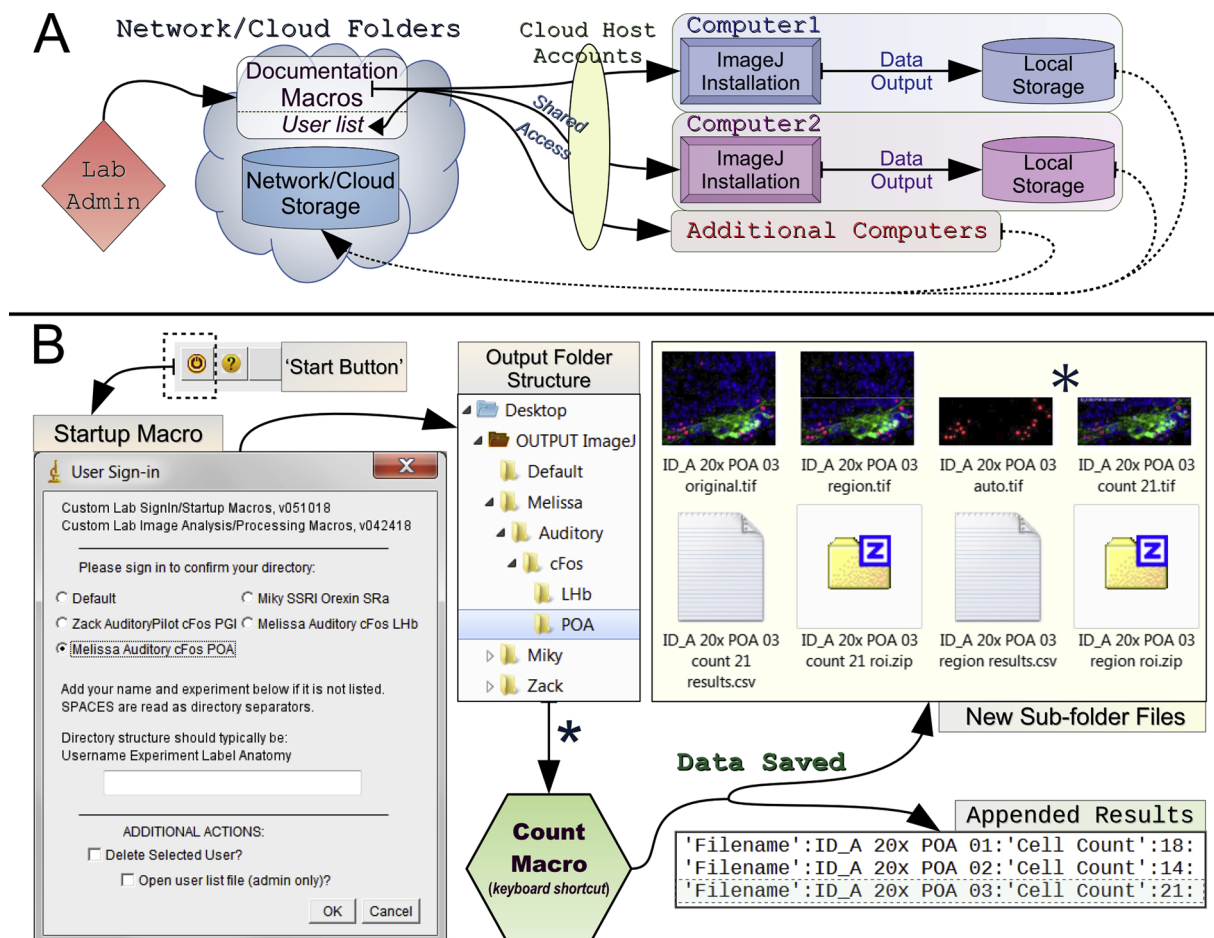 A
Network/Cloud Folders
Documentation
Macros
User list
Network/Cloud
Storage
Lab
Admin
Cloud Host
Accounts
Shared
Access
Computer1
ImageJ
Installation
Data
Output
Local
Storage
Computer2
ImageJ
Installation
Data
Output
Local
Storage
Additional Computers
B
'Start Button'
Startup Macro
User Sign-in
Custom Lab SignIn/Startup Macros, v051018
Custom Lab Image Analysis/Processing Macros, v042418
Please sign in to confirm your directory:
Default
Miky SSRI Orexin SRa
Zack AuditoryPilot cFos PGI
Melissa Auditory cFos LHb
Melissa Auditory cFos POA
Add your name and experiment below if it is not listed.
SPACES are read as directory separators.
Directory structure should typically be:
Username Experiment Label Anatomy
ADDITIONAL ACTIONS:
Delete Selected User?
Open user list file (admin only)?
OK
Cancel
Output Folder
Structure
Desktop
OUTPUT ImageJ
Default
Melissa
Auditory
cFos
LHb
POA
Miky
Zack
*
Count
Macro
(keyboard shortcut)
*
ID_A 20x POA 03
original.tif
ID_A 20x POA 03
region.tif
ID_A 20x POA 03
auto.tif
ID_A 20x POA 03
count 21.tif
Z
Z
ID_A 20x POA 03
count 21
results.csv
ID_A 20x POA 03
count 21 roi.zip
ID_A 20x POA 03
region results.csv
ID_A 20x POA 03
region roi.zip
New Sub-folder Files
Data Saved
Appended Results
'Filename':ID_A 20x POA 01:'Cell Count':18:
'Filename':ID_A 20x POA 02:'Cell Count':14:
'Filename':ID_A 20x POA 03:'Cell Count':21: